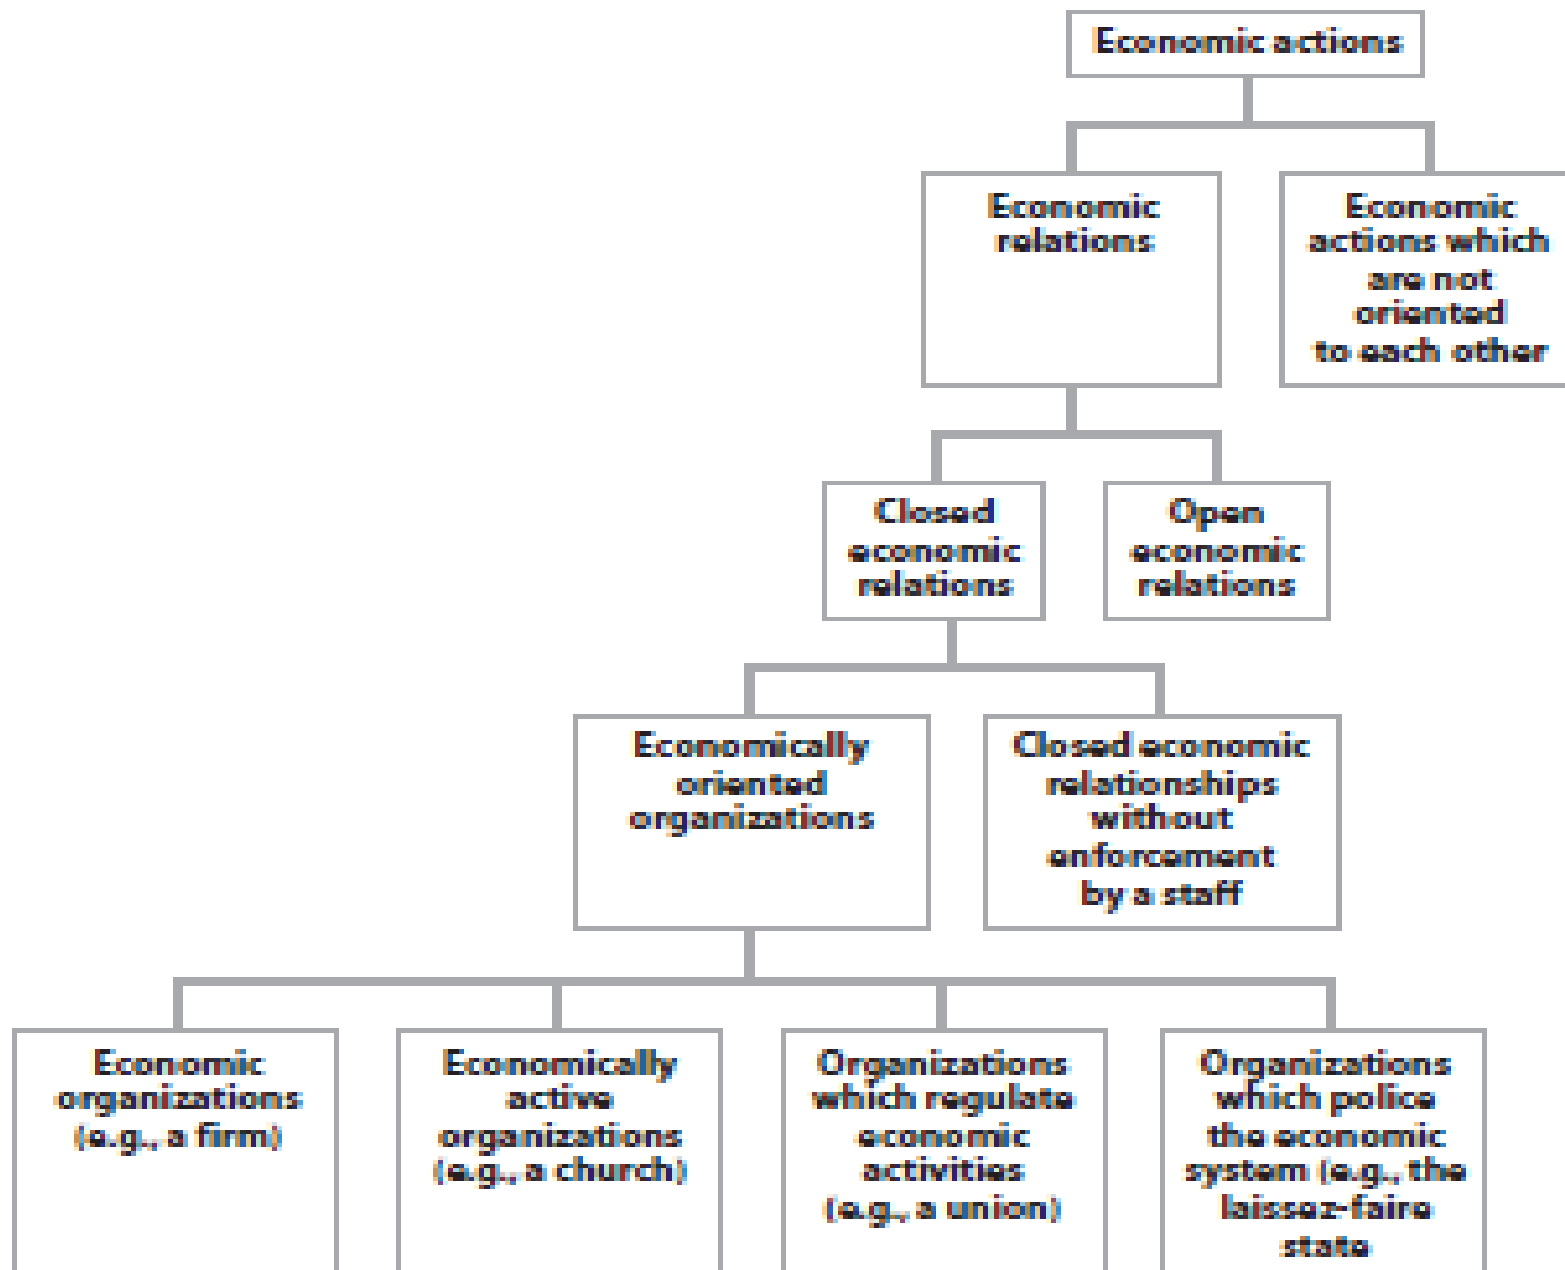 Economic actions
Economic
relations
Economic
actions which
are not
oriented
to each other
Closed
economic
relations
Open
economic
relations
Economically
oriented
organizations
Closed economic
relationships
without
enforcement
by a staff
Economic
organizations
(e.g., a firm)
Economically
active
organizations
(e.g., a church)
Organizations
which regulate
economic
activities
(e.g., a union)
Organizations
which police
the economic
system (e.g., the
laissez-faire
state